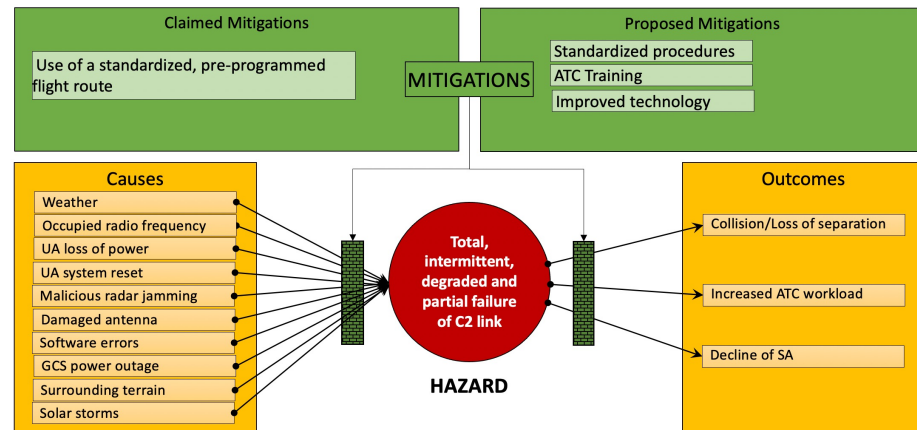 Claimed Mitigations
Use of a standardized, pre-programmed
flight route
MITIGATIONS
Proposed Mitigations
Standardized procedures
ATC Training
Improved technology
Causes
Weather
Occupied radio frequency
UA loss of power
UA system reset
Malicious radar jamming
Damaged antenna
Software errors
GCS power outage
Surrounding terrain
Solar storms
Total,
intermittent,
degraded and
partial failure
of C2 link
HAZARD
Outcomes
Collision/Loss of separation
Increased ATC workload
Decline of SA